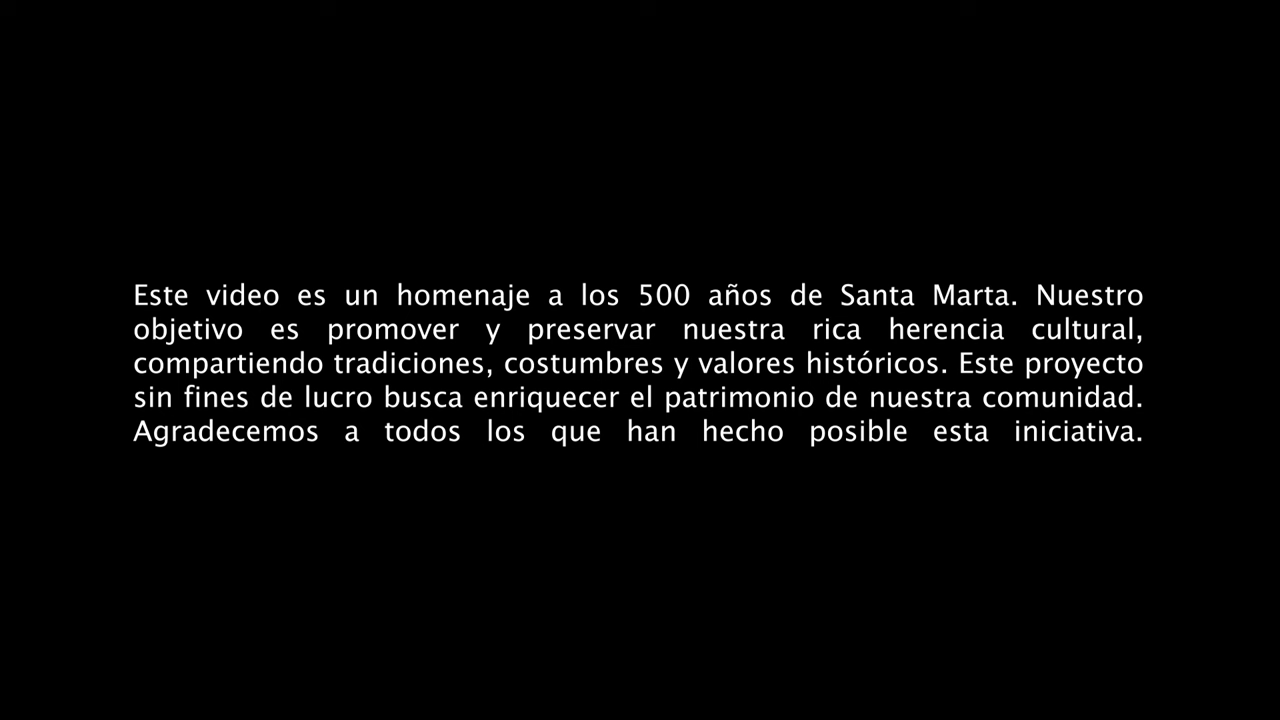 Este video es un homenaje a los 500 años de Santa Marta. Nuestro
objetivo es promover y preservar nuestra rica herencia cultural,
compartiendo tradiciones, costumbres y valores históricos. Este proyecto
sin fines de lucro busca enriquecer el patrimonio de nuestra comunidad.
Agradecemos a todos los que han hecho posible esta iniciativa.